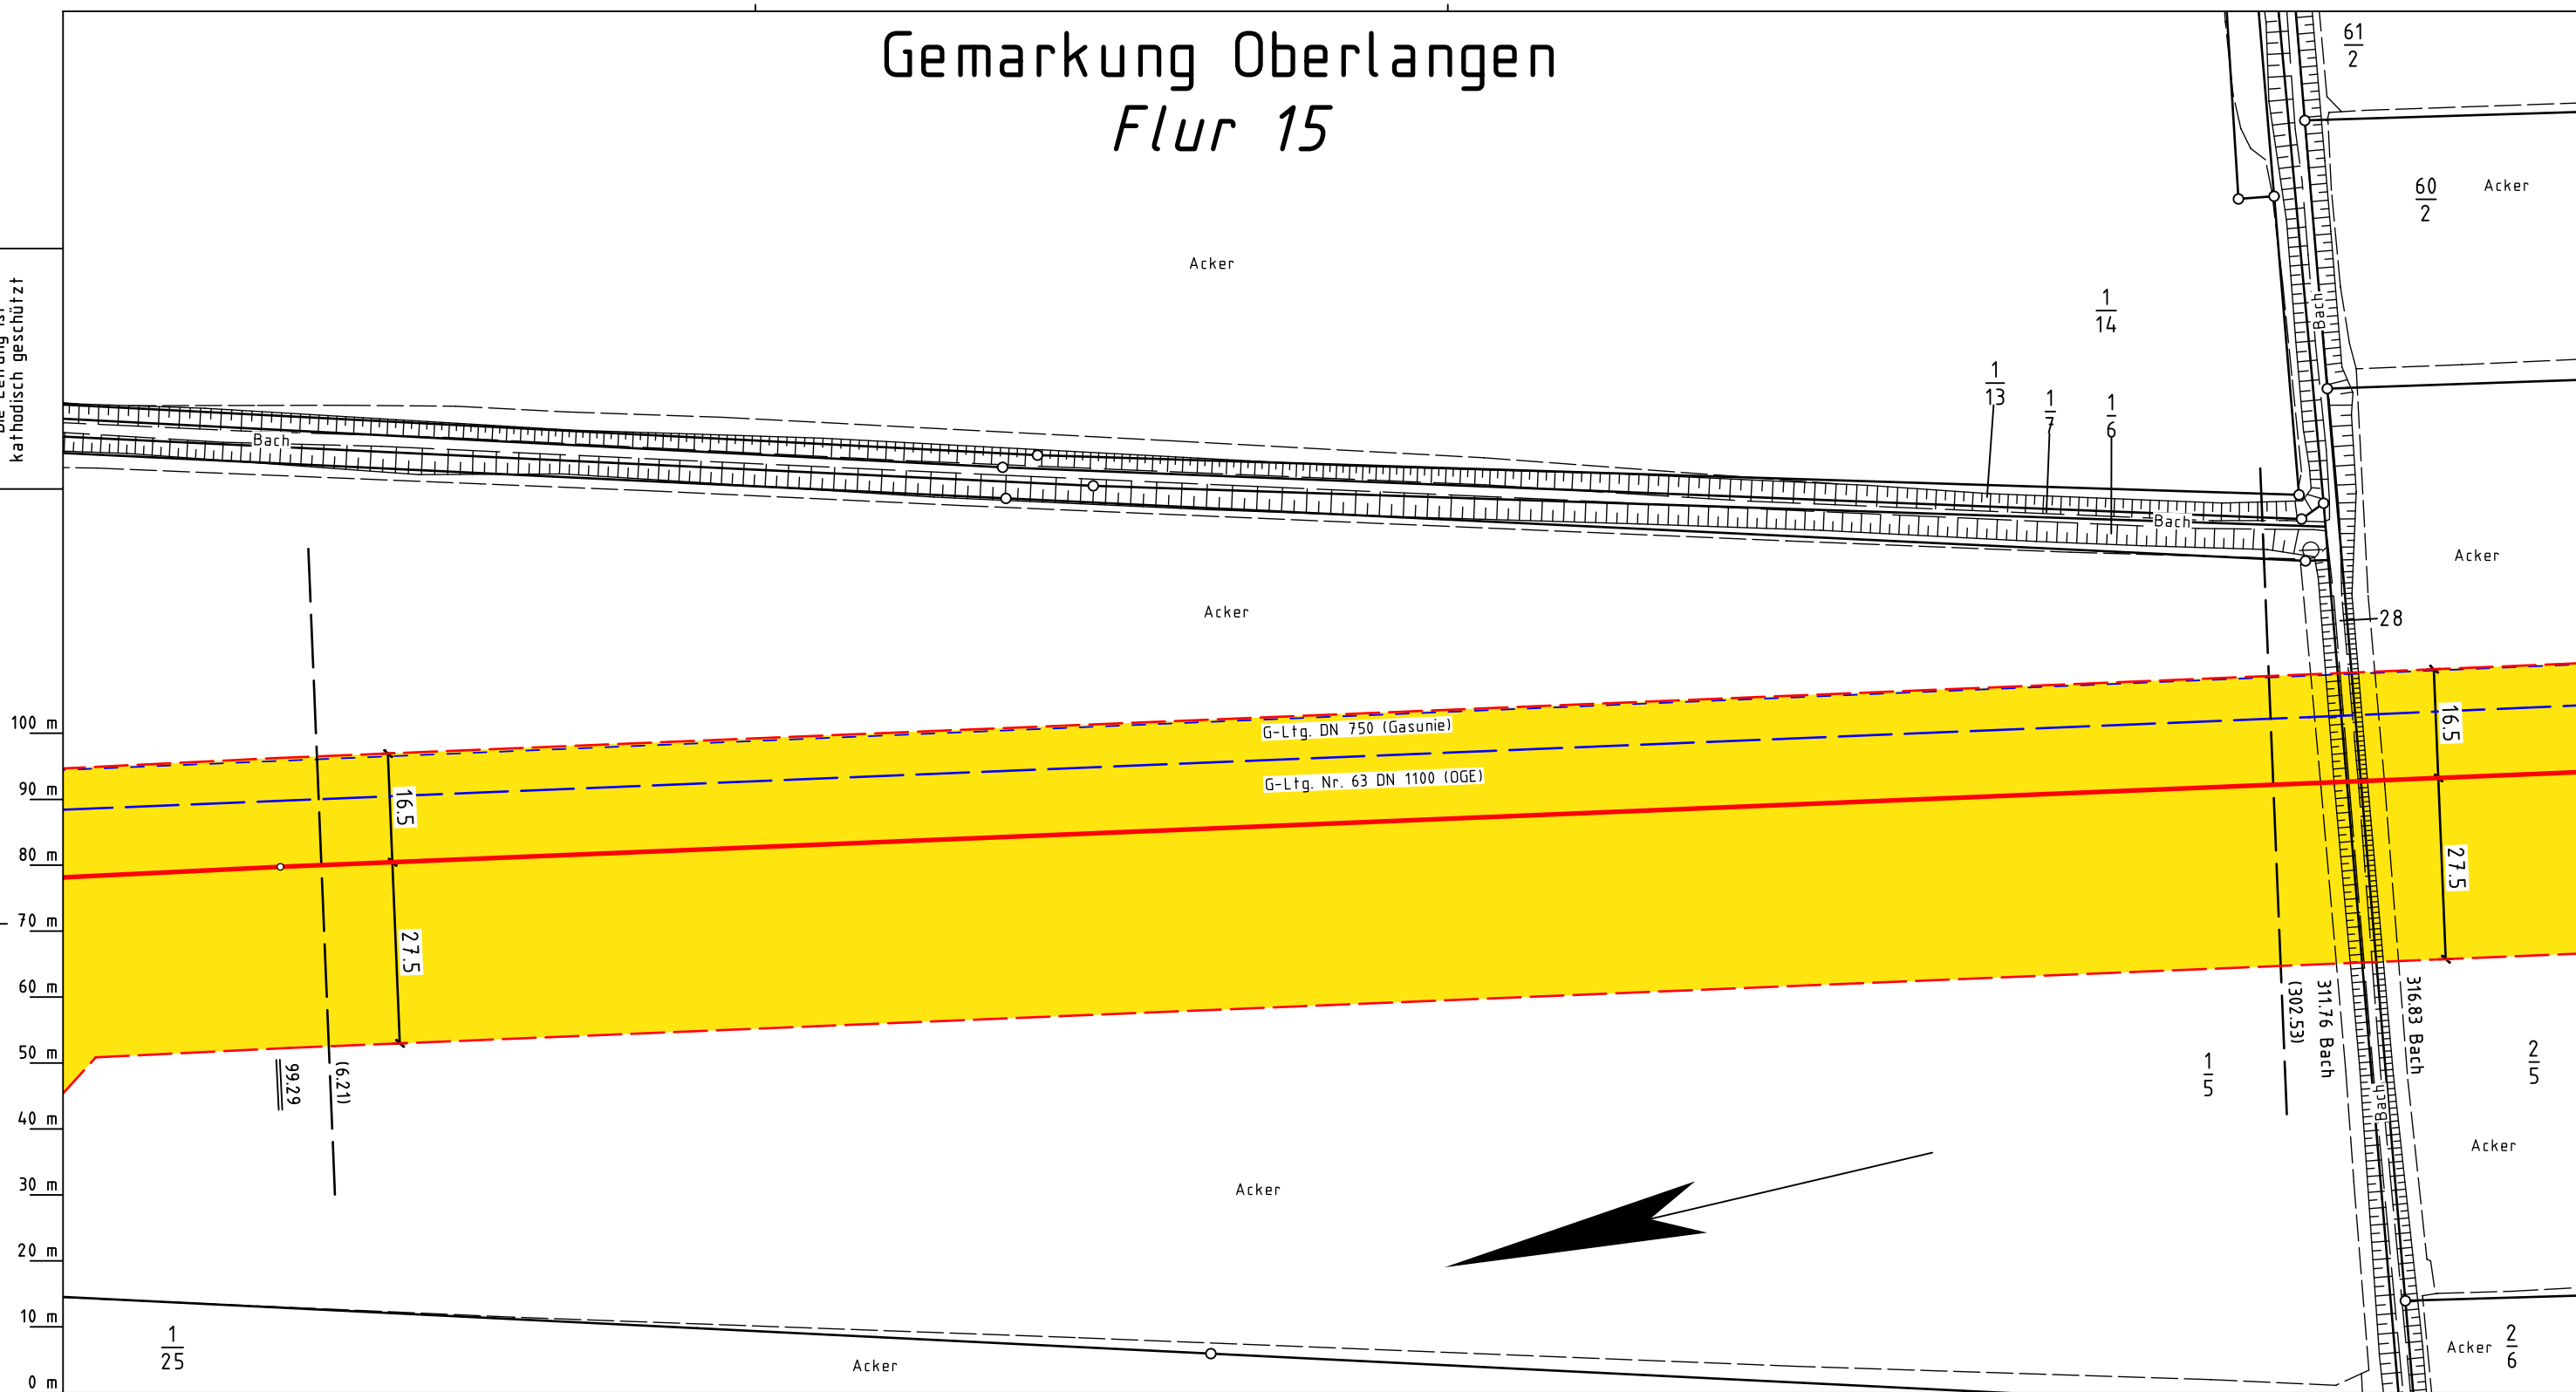 Gemarkung Oberlangen
Flur 15
61
2
60
2
Acker
Acker
1
14
Bach
kathodisch geschützt
1
13
1
7
1
6
Bach
Bach
Acker
Acker
28
100 m
90 m
80 m
70 m
60 m
50 m
40 m
30 m
20 m
10 m
0 m
G-Ltg. DN 750 (Gasunie)
G-Ltg. Nr. 63 DN 1100 (OGE)
16.5
27.5
16.5
27.5
99.29
(6.21)
(302.53)
311.76 Bach
316.83 Bach
Bach
1
5
2
5
Acker
Acker
1
25
Acker
Acker
2
6